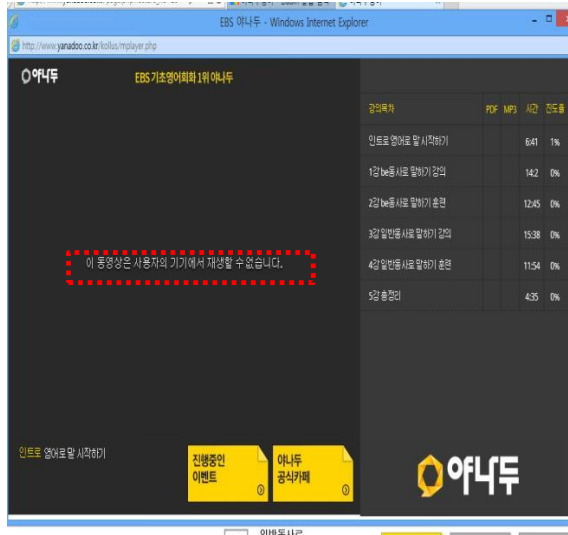 EBS 야나두 - Windows Internet Explorer
http://www.yanadoo.co.kr/kollus/mplayer.php
야나두
EBS 기초영어회화 1위 야나두
강의목차 PDF MP3 시간 진도율
인트로 영어로 말 시작하기 6:41 1%
1강 be동사로 말하기 강의 14:2 0%
2강 be동사로 말하기 훈련 12:45 0%
3강 일반동사로 말하기 강의 15:38 0%
4강 일반동사로 말하기 훈련 11:54 0%
5강 총정리 4:35 0%
이 동영상은 사용자의 기기에서 재생할 수 없습니다.
인트로 영어로 말 시작하기
진행중인
이벤트
야나두
공식카페
야나두
일반동사로